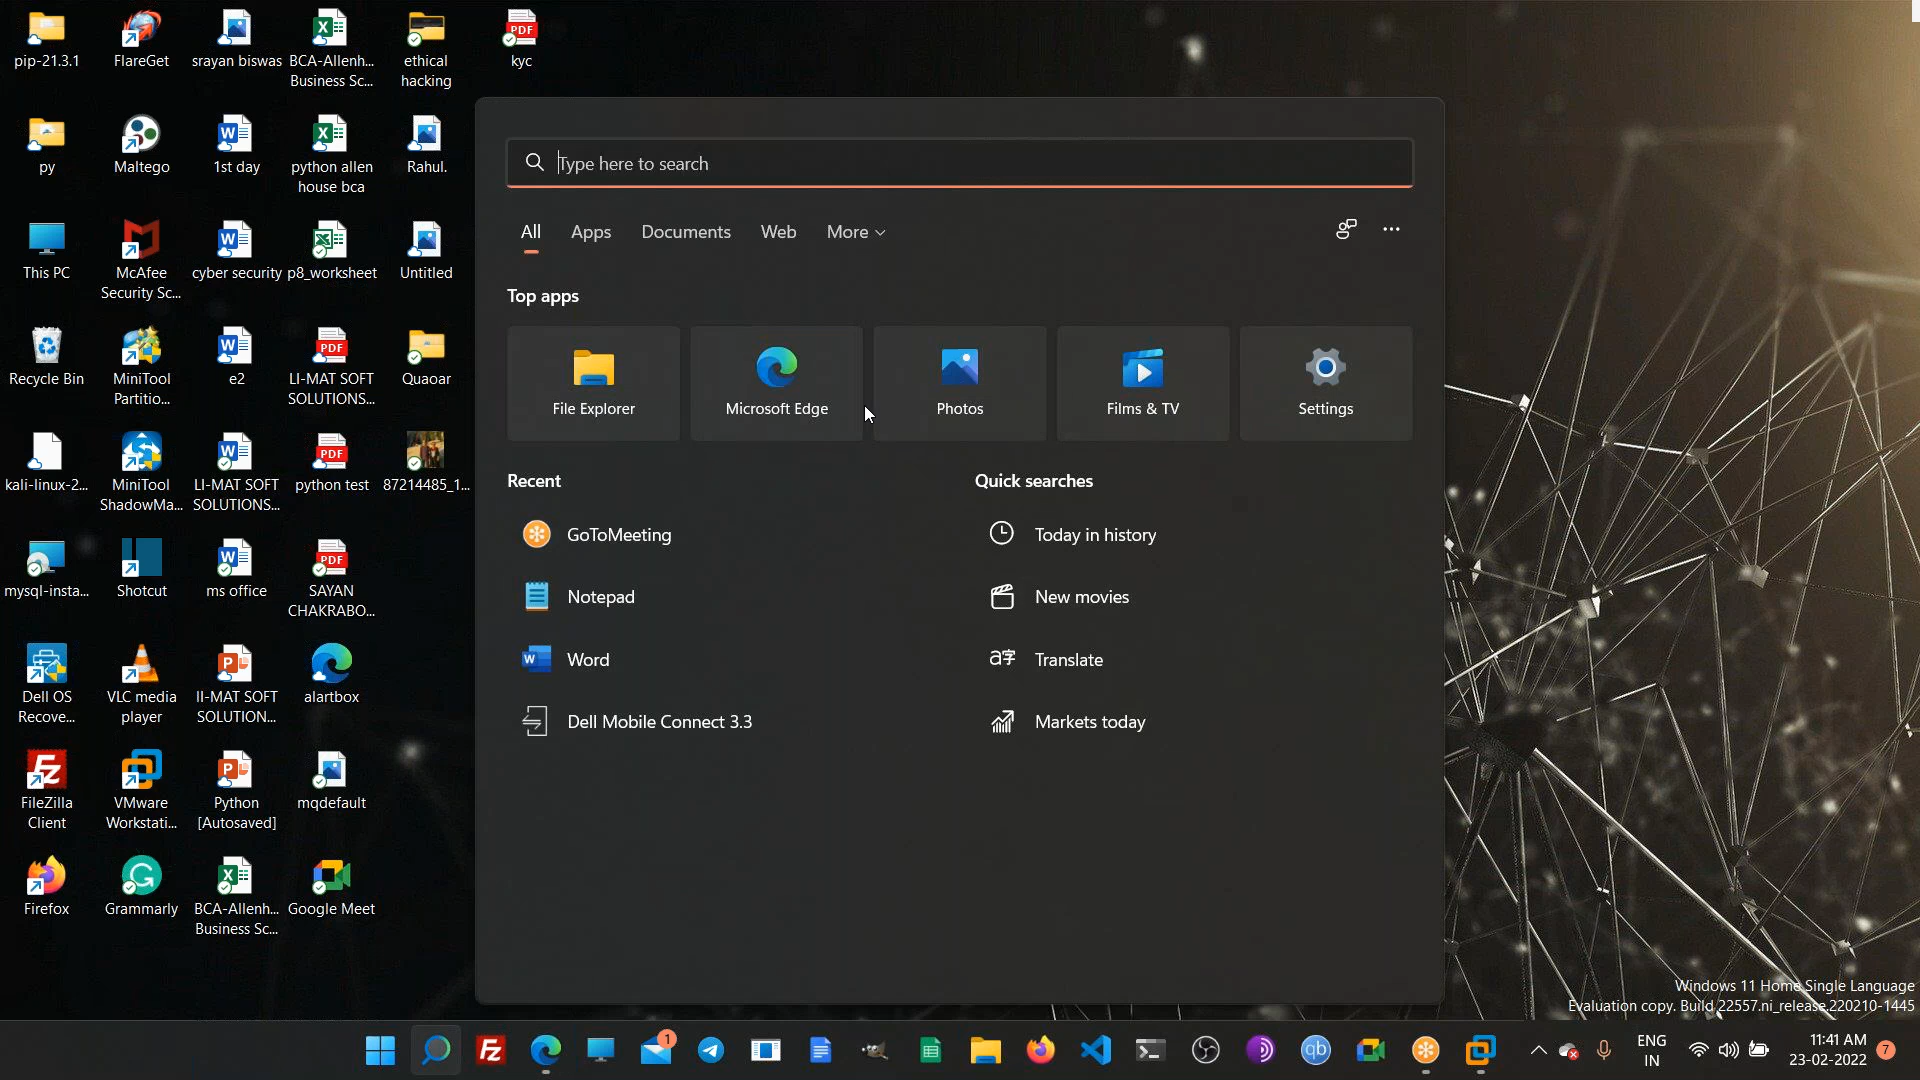 pip-21.3.1
FlareGet
srayan biswas
BCA-Allenh...
Business Sc...
ethical
hacking
kyc
py
Maltego
1st day
python allen
house bca
Rahul.
This PC
McAfee
Security Sc...
cyber security
p8_worksheet
Untitled
Recycle Bin
MiniTool
Partitio...
e2
LI-MAT SOFT
SOLUTIONS...
Quaoar
kali-linux-2...
MiniTool
ShadowMa...
LI-MAT SOFT
SOLUTIONS...
python test
87214485_1...
mysql-insta...
Shotcut
ms office
SAYAN
CHAKRABO...
Dell OS
Recove...
VLC media
player
II-MAT SOFT
SOLUTION...
alartbox
FileZilla
Client
VMware
Workstati...
Python
[Autosaved]
mqdefault
Firefox
Grammarly
BCA-Allenh...
Business Sc...
Google Meet
Type here to search
All Apps Documents Web More
Top apps
File Explorer
Microsoft Edge
Photos
Films & TV
Settings
Recent
GoToMeeting
Notepad
Word
Dell Mobile Connect 3.3
Quick searches
Today in history
New movies
Translate
Markets today
Windows 11 Home Single Language
Evaluation copy. Build 22557.ni_release.220210-1445
1
ENG
IN
11:41 AM
23-02-2022
7